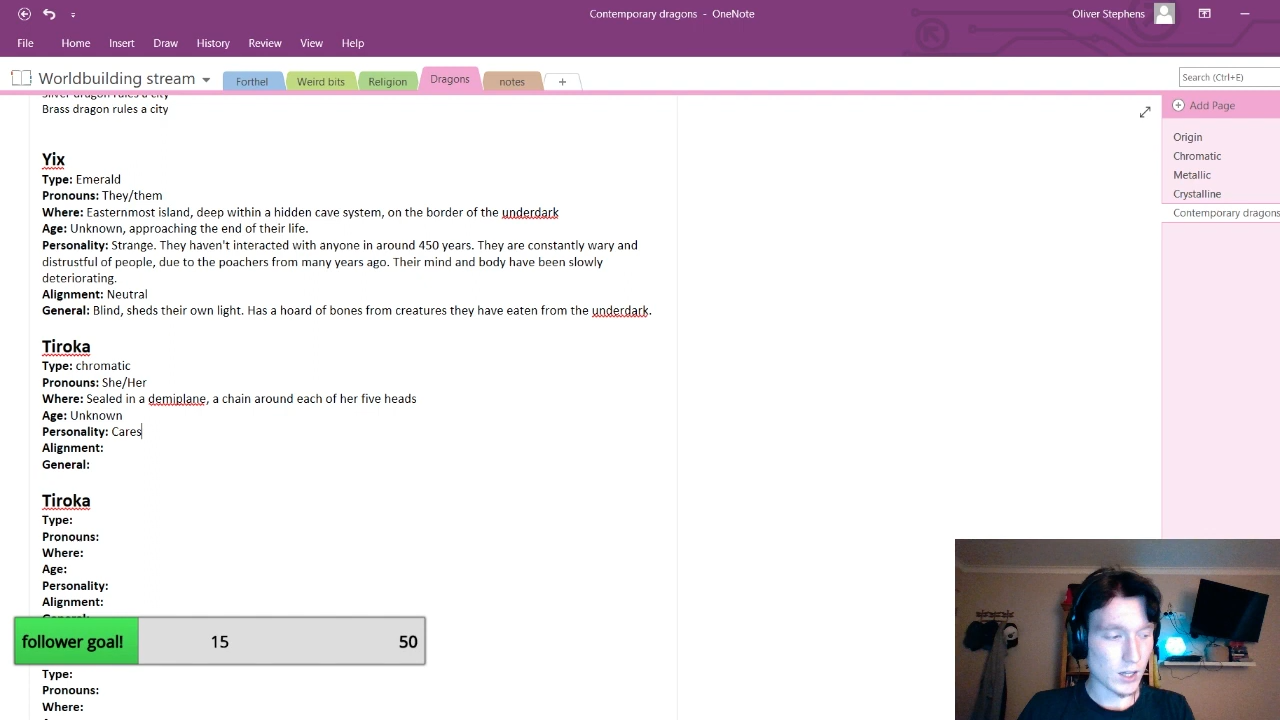 Contemporary dragons - OneNote
Oliver Stephens
File
Home
Insert
Draw
History
Review
View
Help
Worldbuilding stream
Forthel
Weird bits
Religion
Dragons
notes
Search (Ctrl+E)
Add Page
Origin
Chromatic
Metallic
Crystalline
Contemporary dragons
Silver dragon rules a city
Brass dragon rules a city
Yix
Type: Emerald
Pronouns: They/them
Where: Easternmost island, deep within a hidden cave system, on the border of the underdark
Age: Unknown, approaching the end of their life.
Personality: Strange. They haven't interacted with anyone in around 450 years. They are constantly wary and
distrustful of people, due to the poachers from many years ago. Their mind and body have been slowly
deteriorating.
Alignment: Neutral
General: Blind, sheds their own light. Has a hoard of bones from creatures they have eaten from the underdark.
Tiroka
Type: chromatic
Pronouns: She/Her
Where: Sealed in a demiplane, a chain around each of her five heads
Age: Unknown
Personality: Cares
Alignment:
General:
Tiroka
Type:
Pronouns:
Where:
Age:
Personality:
Alignment:
General:
follower goal! 15 50
Type:
Pronouns:
Where: